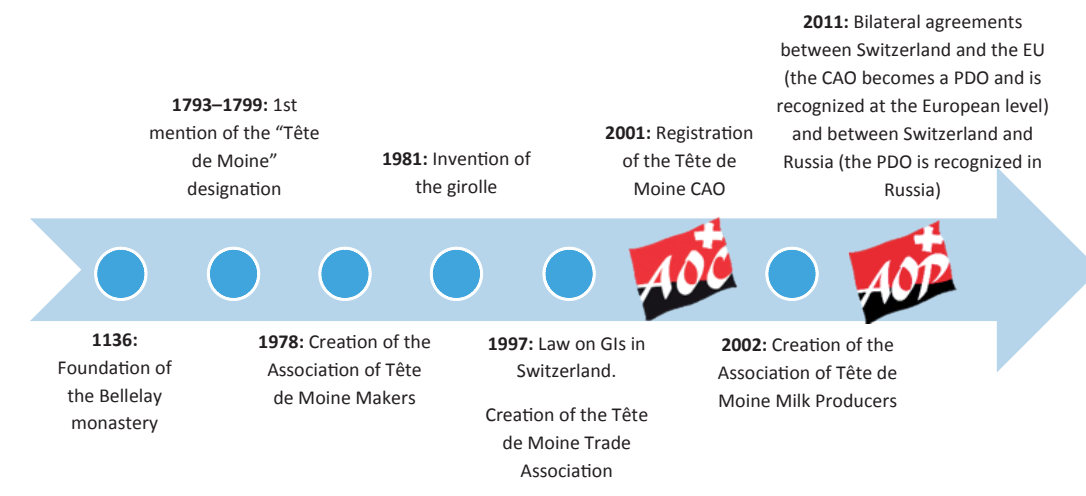 1136:
Foundation of
the Bellelay
monastery
1793–1799: 1st
mention of the “Tête
de Moine”
designation
1978: Creation of the
Association of Tête
de Moine Makers
1981: Invention of
the girolle
1997: Law on GIs in
Switzerland.
Creation of the Tête
de Moine Trade
Association
2001: Registration
of the Tête de
Moine CAO
AOC
2002: Creation of the
Association of Tête de
Moine Milk Producers
2011: Bilateral agreements
between Switzerland and the EU
(the CAO becomes a PDO and is
recognized at the European level)
and between Switzerland and
Russia (the PDO is recognized in
Russia)
AOP